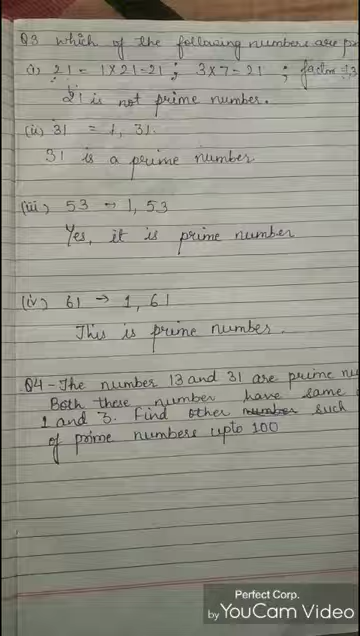 Q3 which of the following numbers are
(i) 21 = 1×21=21 ; 3×7=21 ; factor = 1,3
21 is not prime number.
(ii) 31 = 1, 31.
31 is a prime number
(iii) 53 → 1, 53
Yes, it is prime number
(iv) 61 → 1, 61
This is prime number.
Q4 - The number 13 and 31 are prime
Both these number have same
1 and 3. Find other number such
of prime numbers upto 100
Perfect Corp.
by YouCam Video